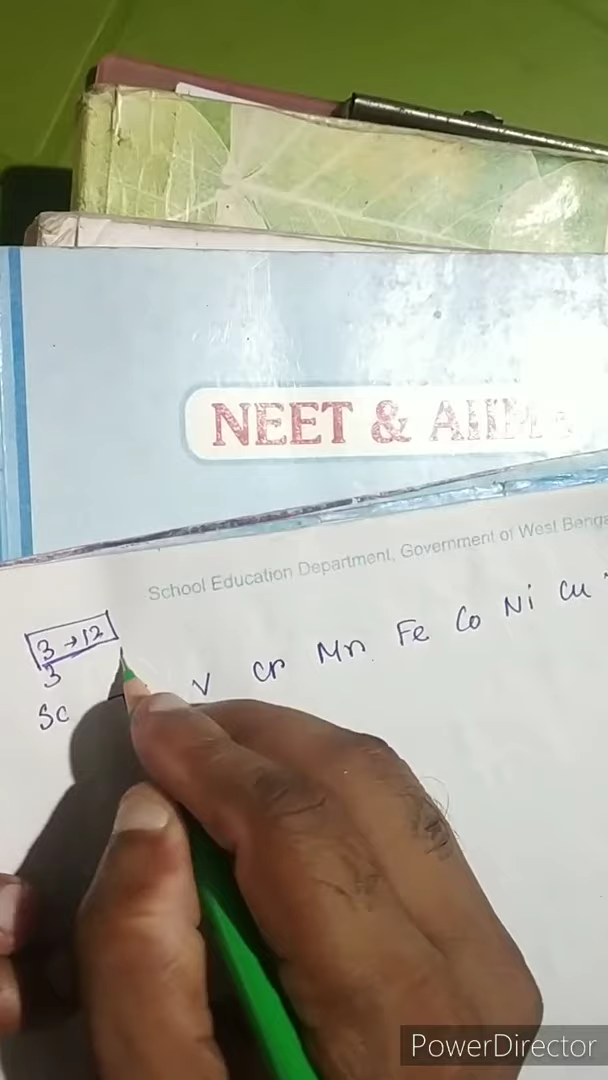 NEET & AIIMS
School Education Department, Government of West Benga
3 → 12
3
Sc V Cr Mn Fe Co Ni Cu
PowerDirector